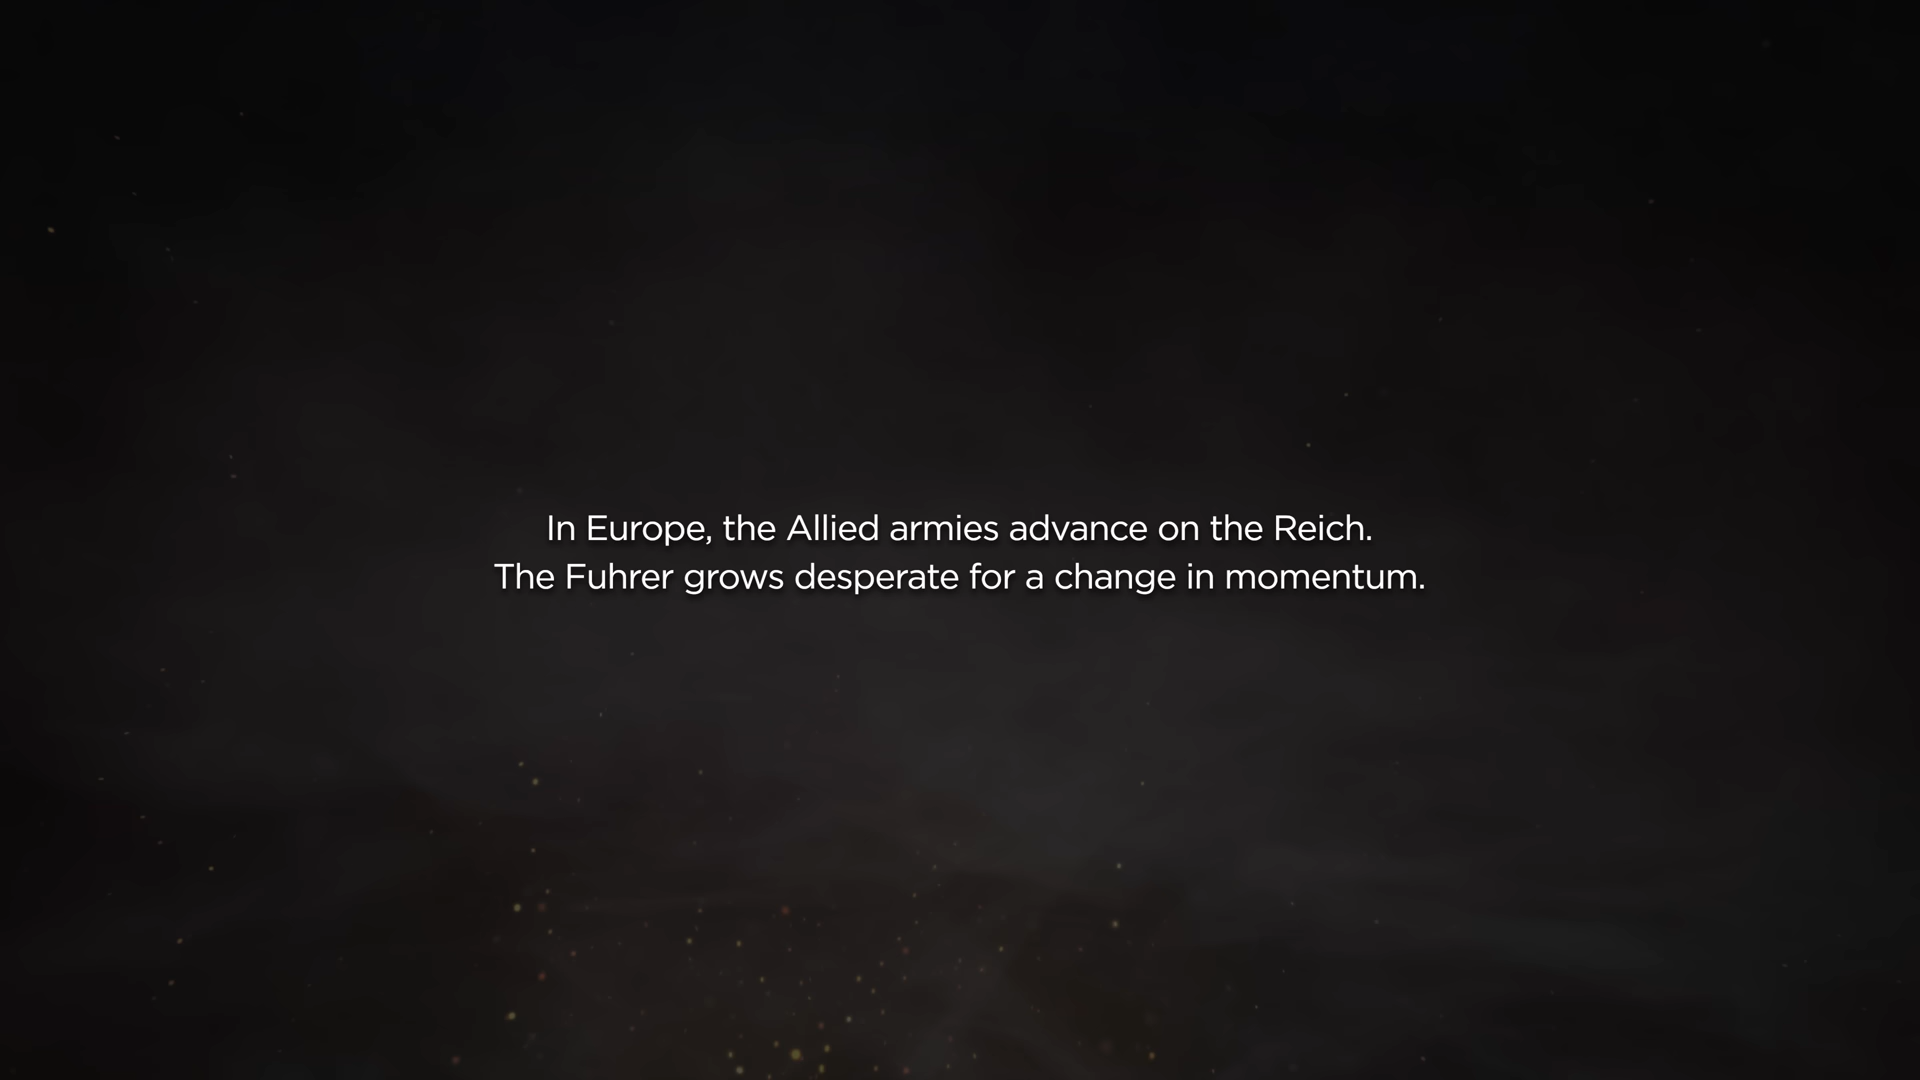 In Europe, the Allied armies advance on the Reich.
The Fuhrer grows desperate for a change in momentum.